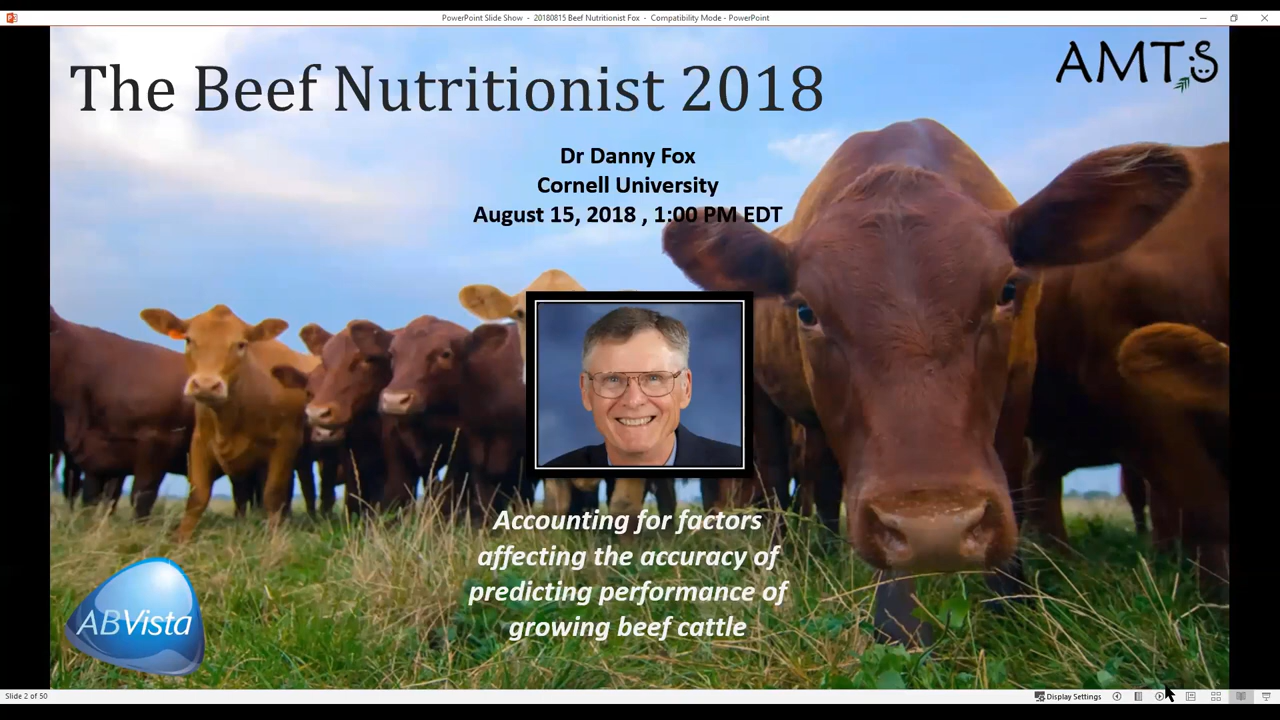 PowerPoint Slide Show - 20180815 Beef Nutritionist Fox - Compatibility Mode - PowerPoint
The Beef Nutritionist 2018
AMTS
Dr Danny Fox
Cornell University
August 15, 2018 , 1:00 PM EDT
Accounting for factors
affecting the accuracy of
predicting performance of
growing beef cattle
ABVista
Slide 2 of 50
Display Settings